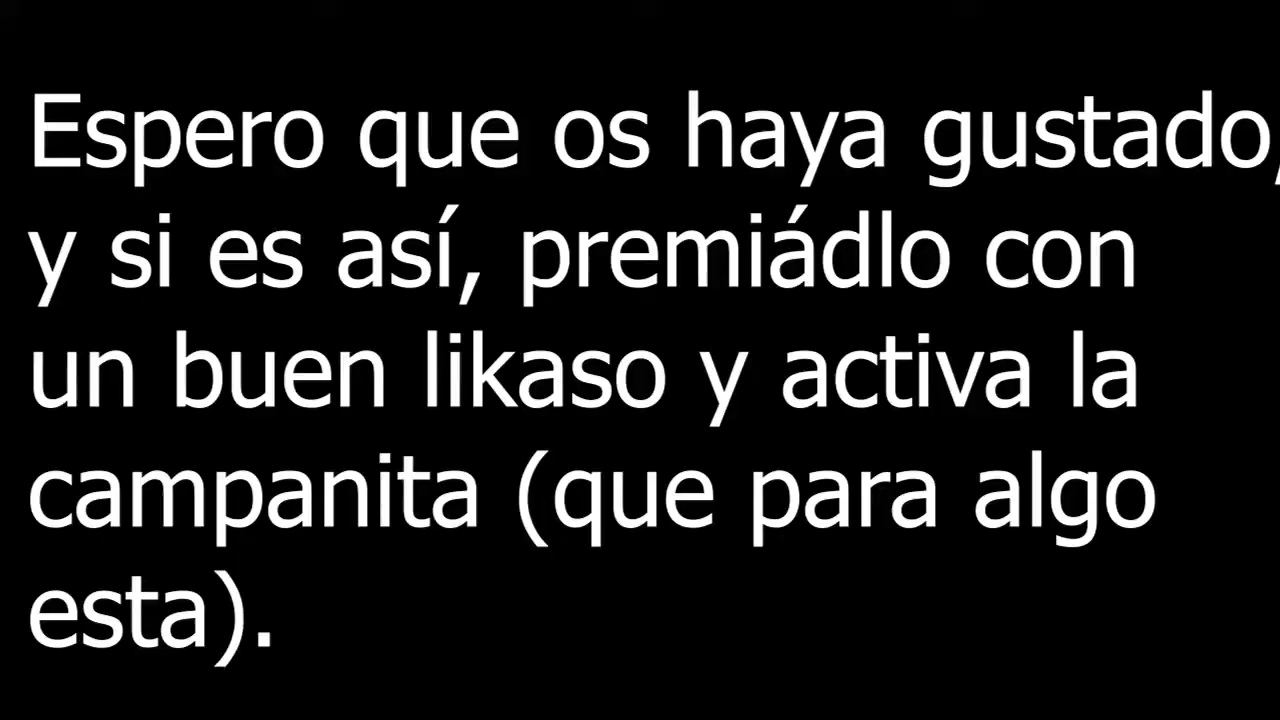 Espero que os haya gustado,
y si es así, premiádlo con
un buen likaso y activa la
campanita (que para algo
esta).